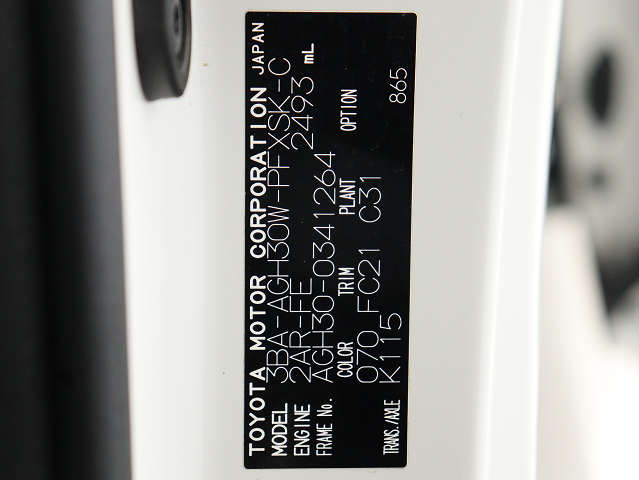 TOYOTA MOTOR CORPORATION JAPAN
MODEL 3BA-AGH30W-PFXSK-C
ENGINE 2AR-FE 2493 mL
FRAME No. AGH30-0341264
COLOR TRIM PLANT OPTION
070 FC21 C31
TRANS./AXLE K115 865